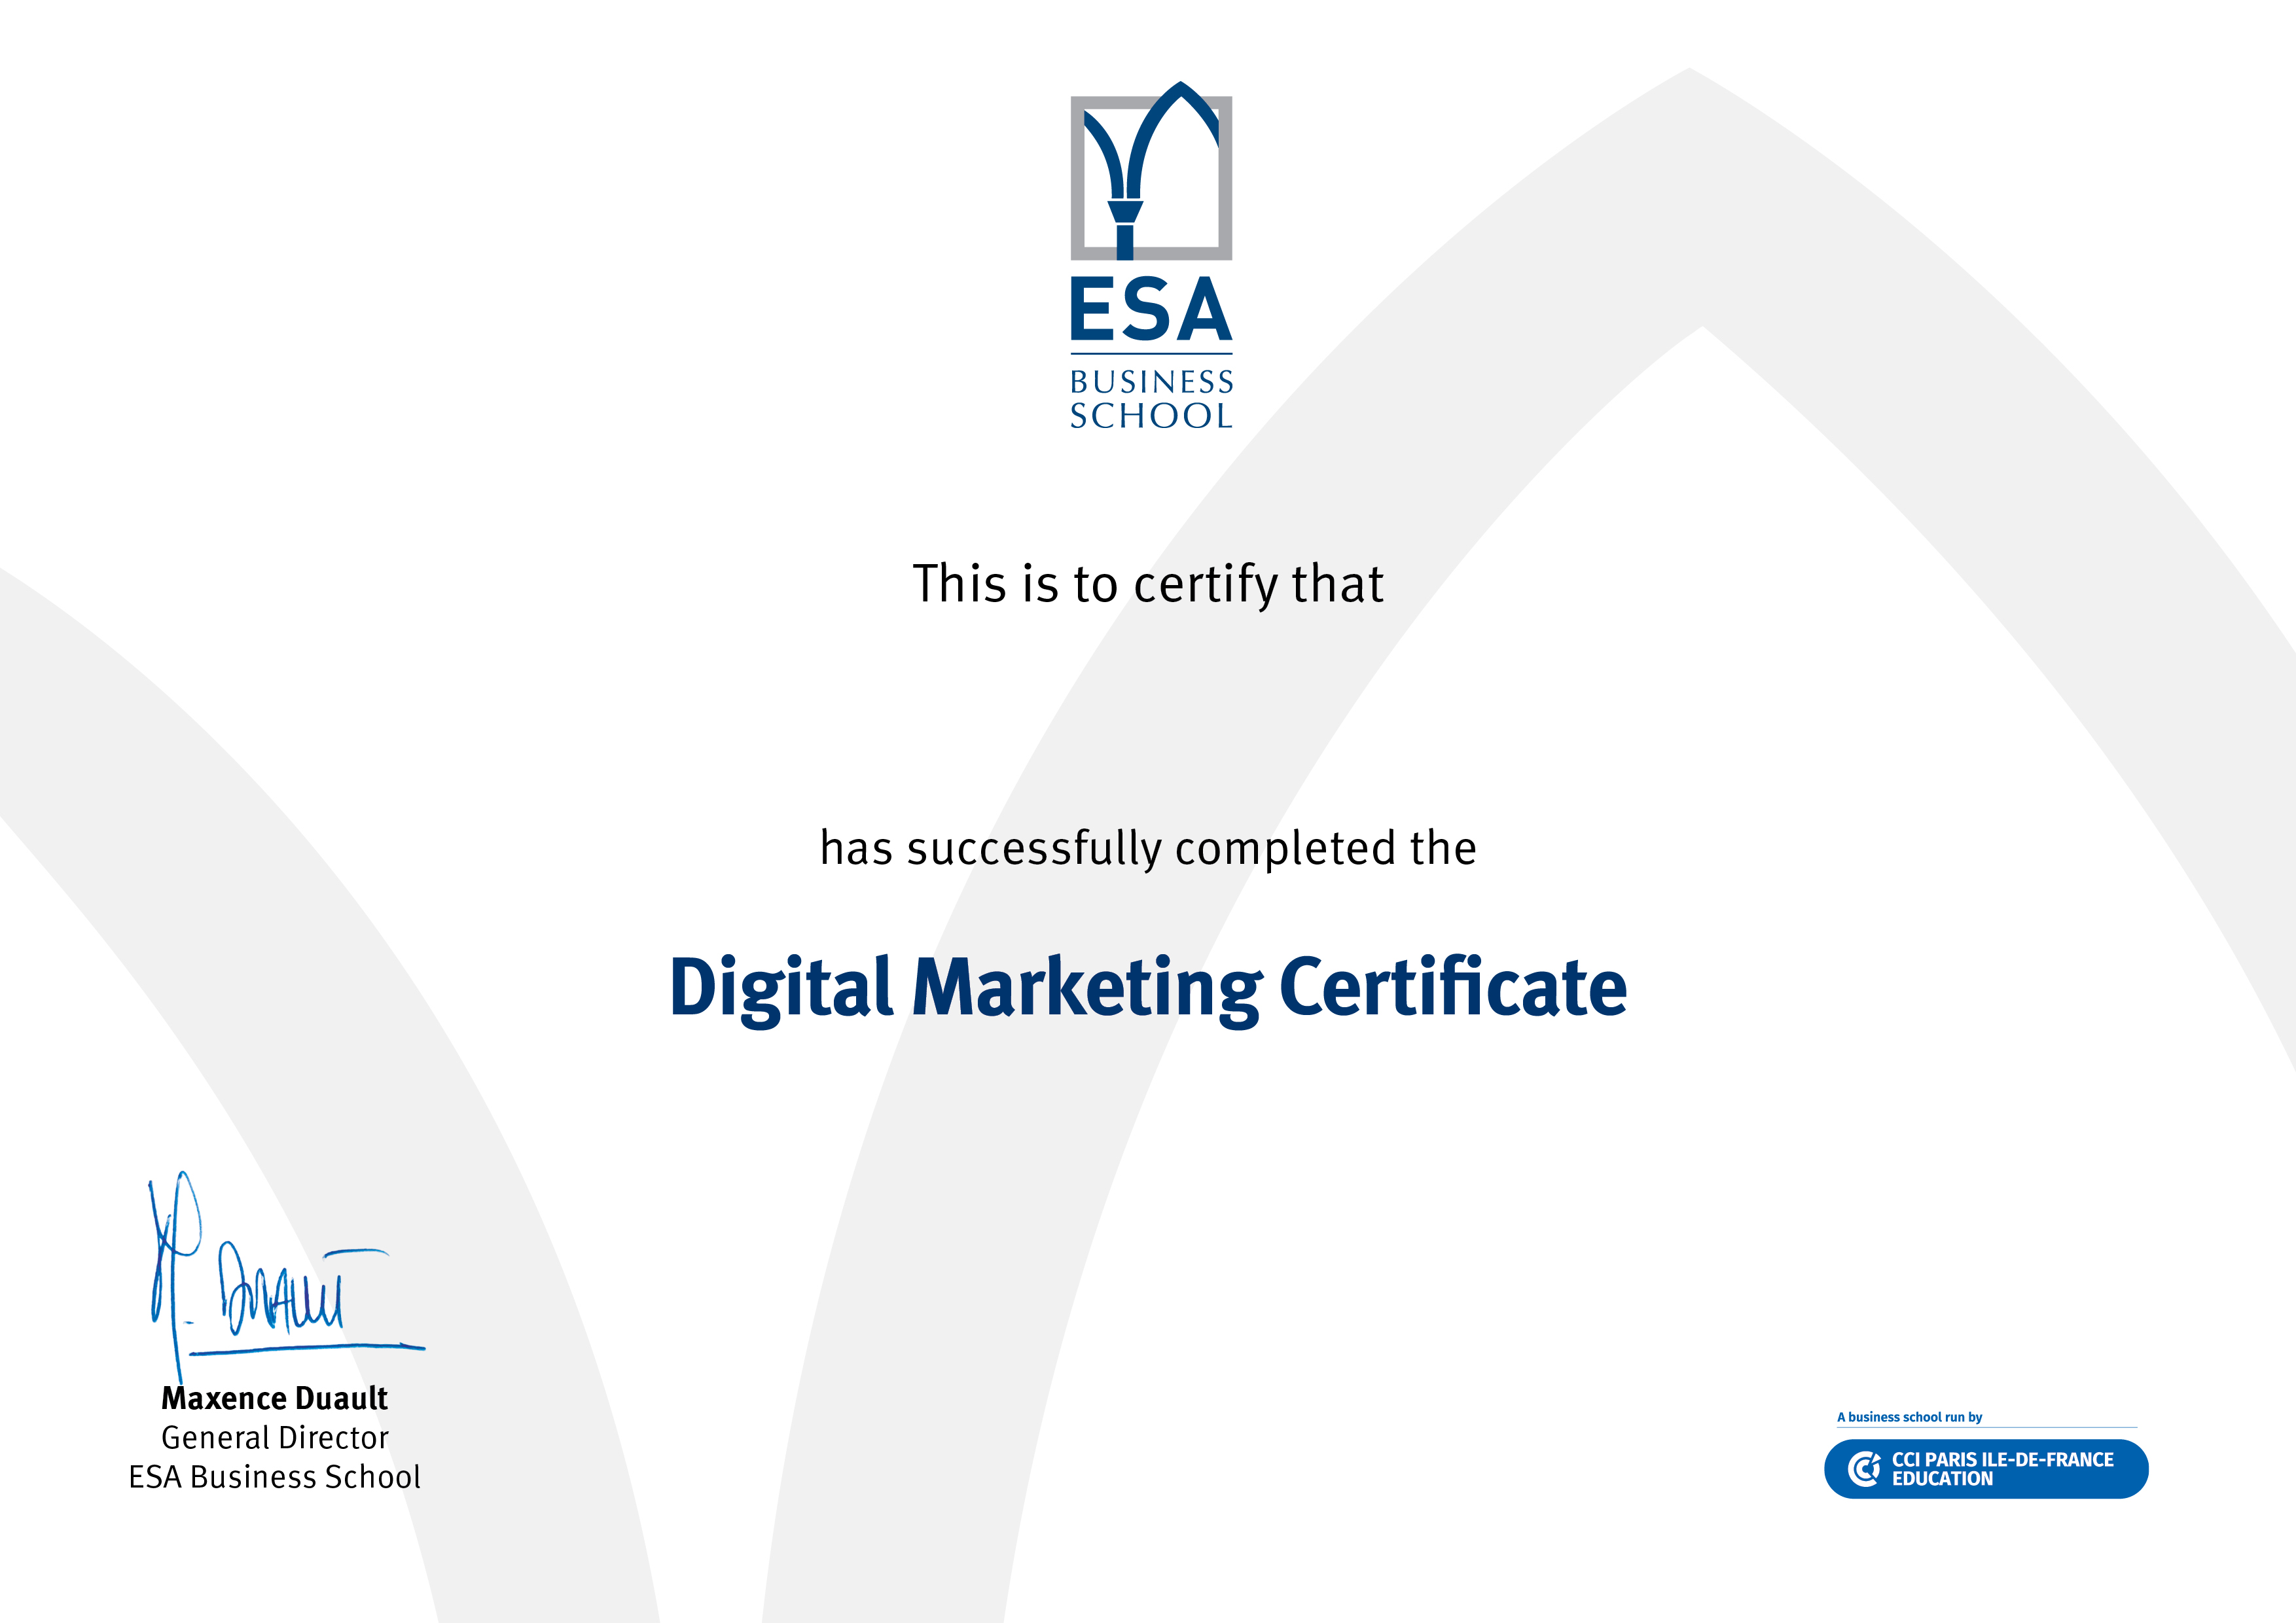 ESA
BUSINESS
SCHOOL
This is to certify that
has successfully completed the
Digital Marketing Certificate
Maxence Duault
General Director
ESA Business School
A business school run by
CCI PARIS ILE-DE-FRANCE
EDUCATION